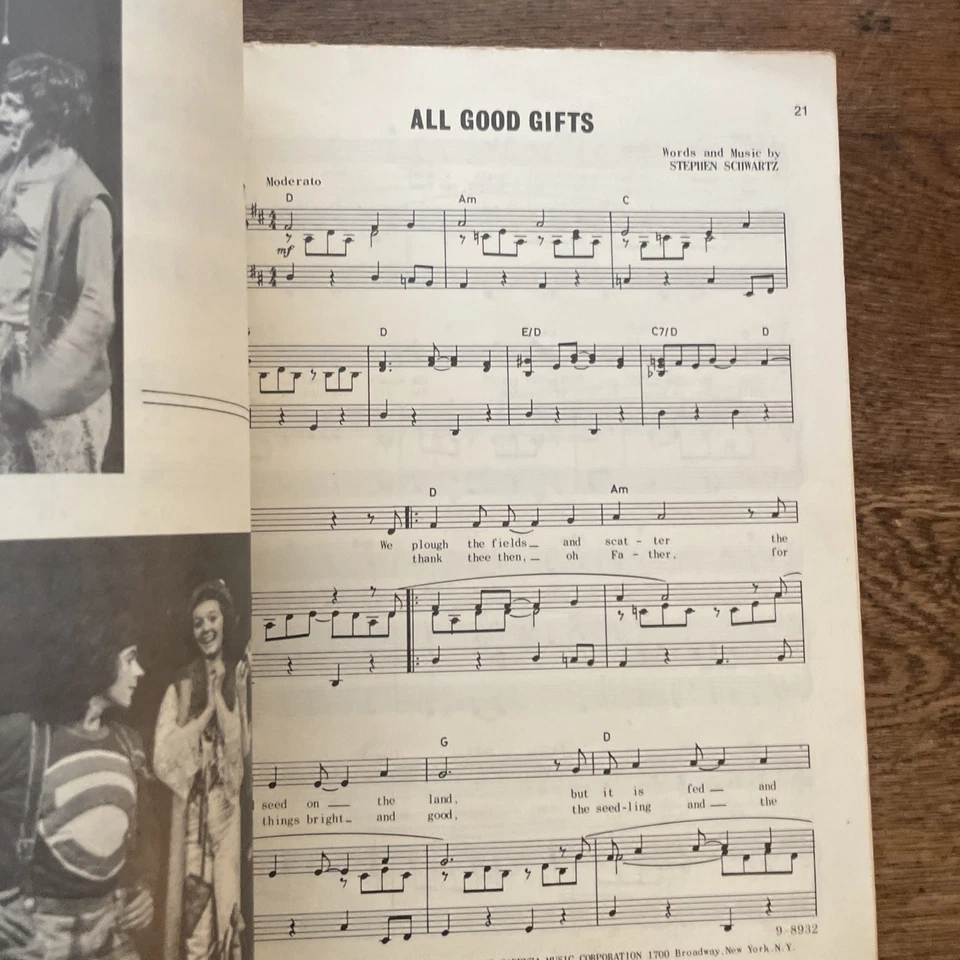 21
ALL GOOD GIFTS
Words and Music by
STEPHEN SCHWARTZ
Moderato
D Am C
mf
D E/D C7/D D
D Am
We plough the fields and scat - ter the
thank thee then, oh Fa - ther, for
G D
seed on the land, but it is fed and
things bright and good, the seed-ling and the
9-8932
MUSIC CORPORATION 1700 Broadway, New York N.Y.